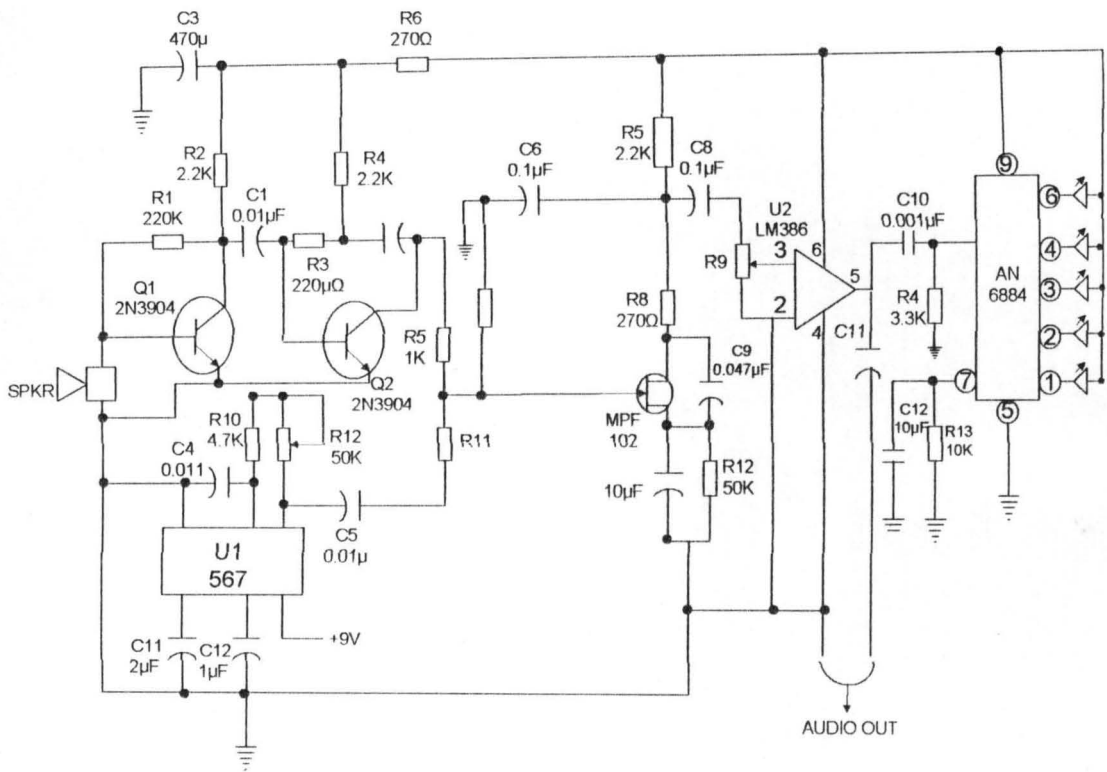 C3
470µ
R6
270Ω
R2
2.2K
R4
2.2K
R1
220K
C1
0.01µF
R3
220µΩ
Q1
2N3904
Q2
2N3904
SPKR
R5
1K
C6
0.1µF
R5
2.2K
C8
0.1µF
U2
LM386
R9
3
2
6
5
4
C10
0.001µF
R4
3.3K
AN
6884
9
6
4
3
2
1
7
5
R8
270Ω
C9
0.047µF
MPF
102
10µF
R12
50K
C11
C12
10µF
R13
10K
R10
4.7K
R12
50K
R11
C4
0.011
C5
0.01µ
U1
567
C11
2µF
C12
1µF
+9V
AUDIO OUT